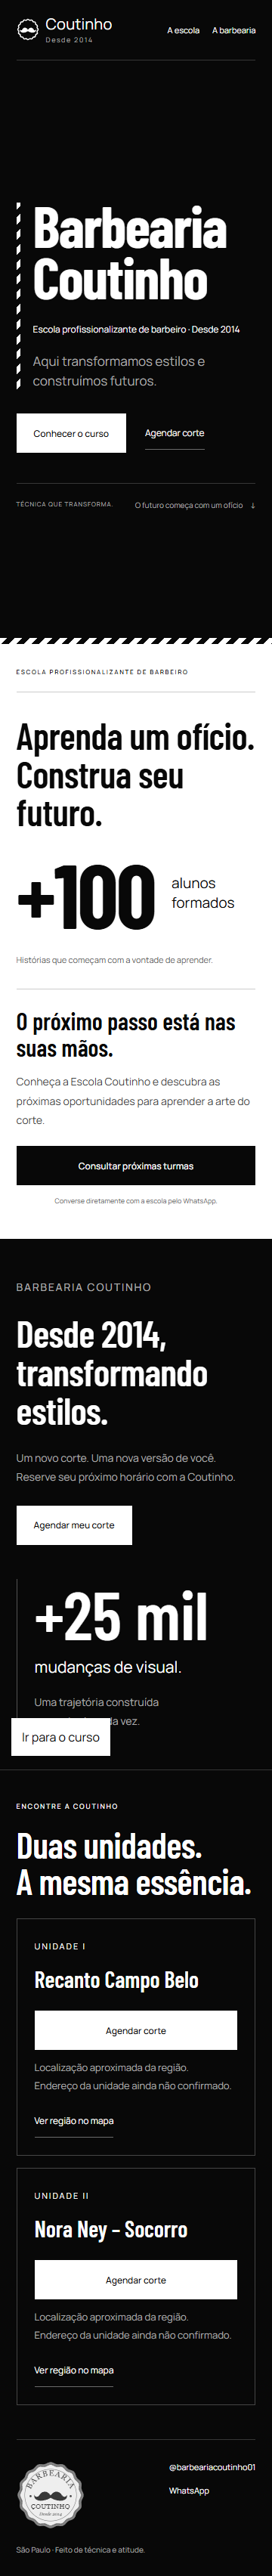 Coutinho
Desde 2014
A escola
A barbearia
Barbearia
Coutinho
Escola profissionalizante de barbeiro · Desde 2014
Aqui transformamos estilos e
construímos futuros.
Conhecer o curso
Agendar corte
TÉCNICA QUE TRANSFORMA.
O futuro começa com um ofício ↓
ESCOLA PROFISSIONALIZANTE DE BARBEIRO
Aprenda um ofício.
Construa seu
futuro.
+100
alunos
formados
Histórias que começam com a vontade de aprender.
O próximo passo está nas
suas mãos.
Conheça a Escola Coutinho e descubra as
próximas oportunidades para aprender a arte do
corte.
Consultar próximas turmas
Converse diretamente com a escola pelo WhatsApp.
BARBEARIA COUTINHO
Desde 2014,
transformando
estilos.
Um novo corte. Uma nova versão de você.
Reserve seu próximo horário com a Coutinho.
Agendar meu corte
+25 mil
mudanças de visual.
Uma trajetória construída
da vez.
Ir para o curso
ENCONTRE A COUTINHO
Duas unidades.
A mesma essência.
UNIDADE I
Recanto Campo Belo
Agendar corte
Localização aproximada da região.
Endereço da unidade ainda não confirmado.
Ver região no mapa
UNIDADE II
Nora Ney – Socorro
Agendar corte
Localização aproximada da região.
Endereço da unidade ainda não confirmado.
Ver região no mapa
BARBEARIA
COUTINHO
Desde 2014
@barbeariacoutinho01
WhatsApp
São Paulo · Feito de técnica e atitude.